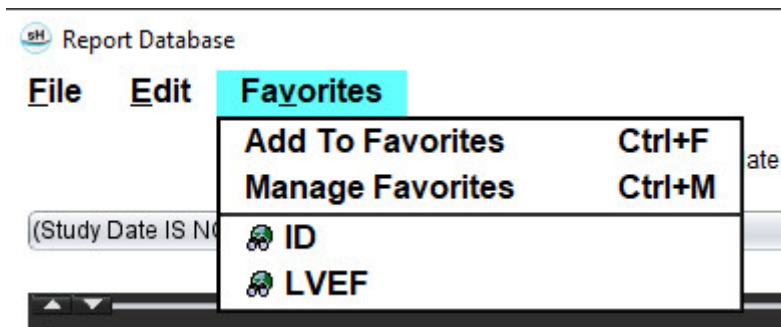 sH Report Database
File Edit Favorites
Add To Favorites Ctrl+F
ate
Manage Favorites Ctrl+M
(Study Date IS NO
ID
LVEF